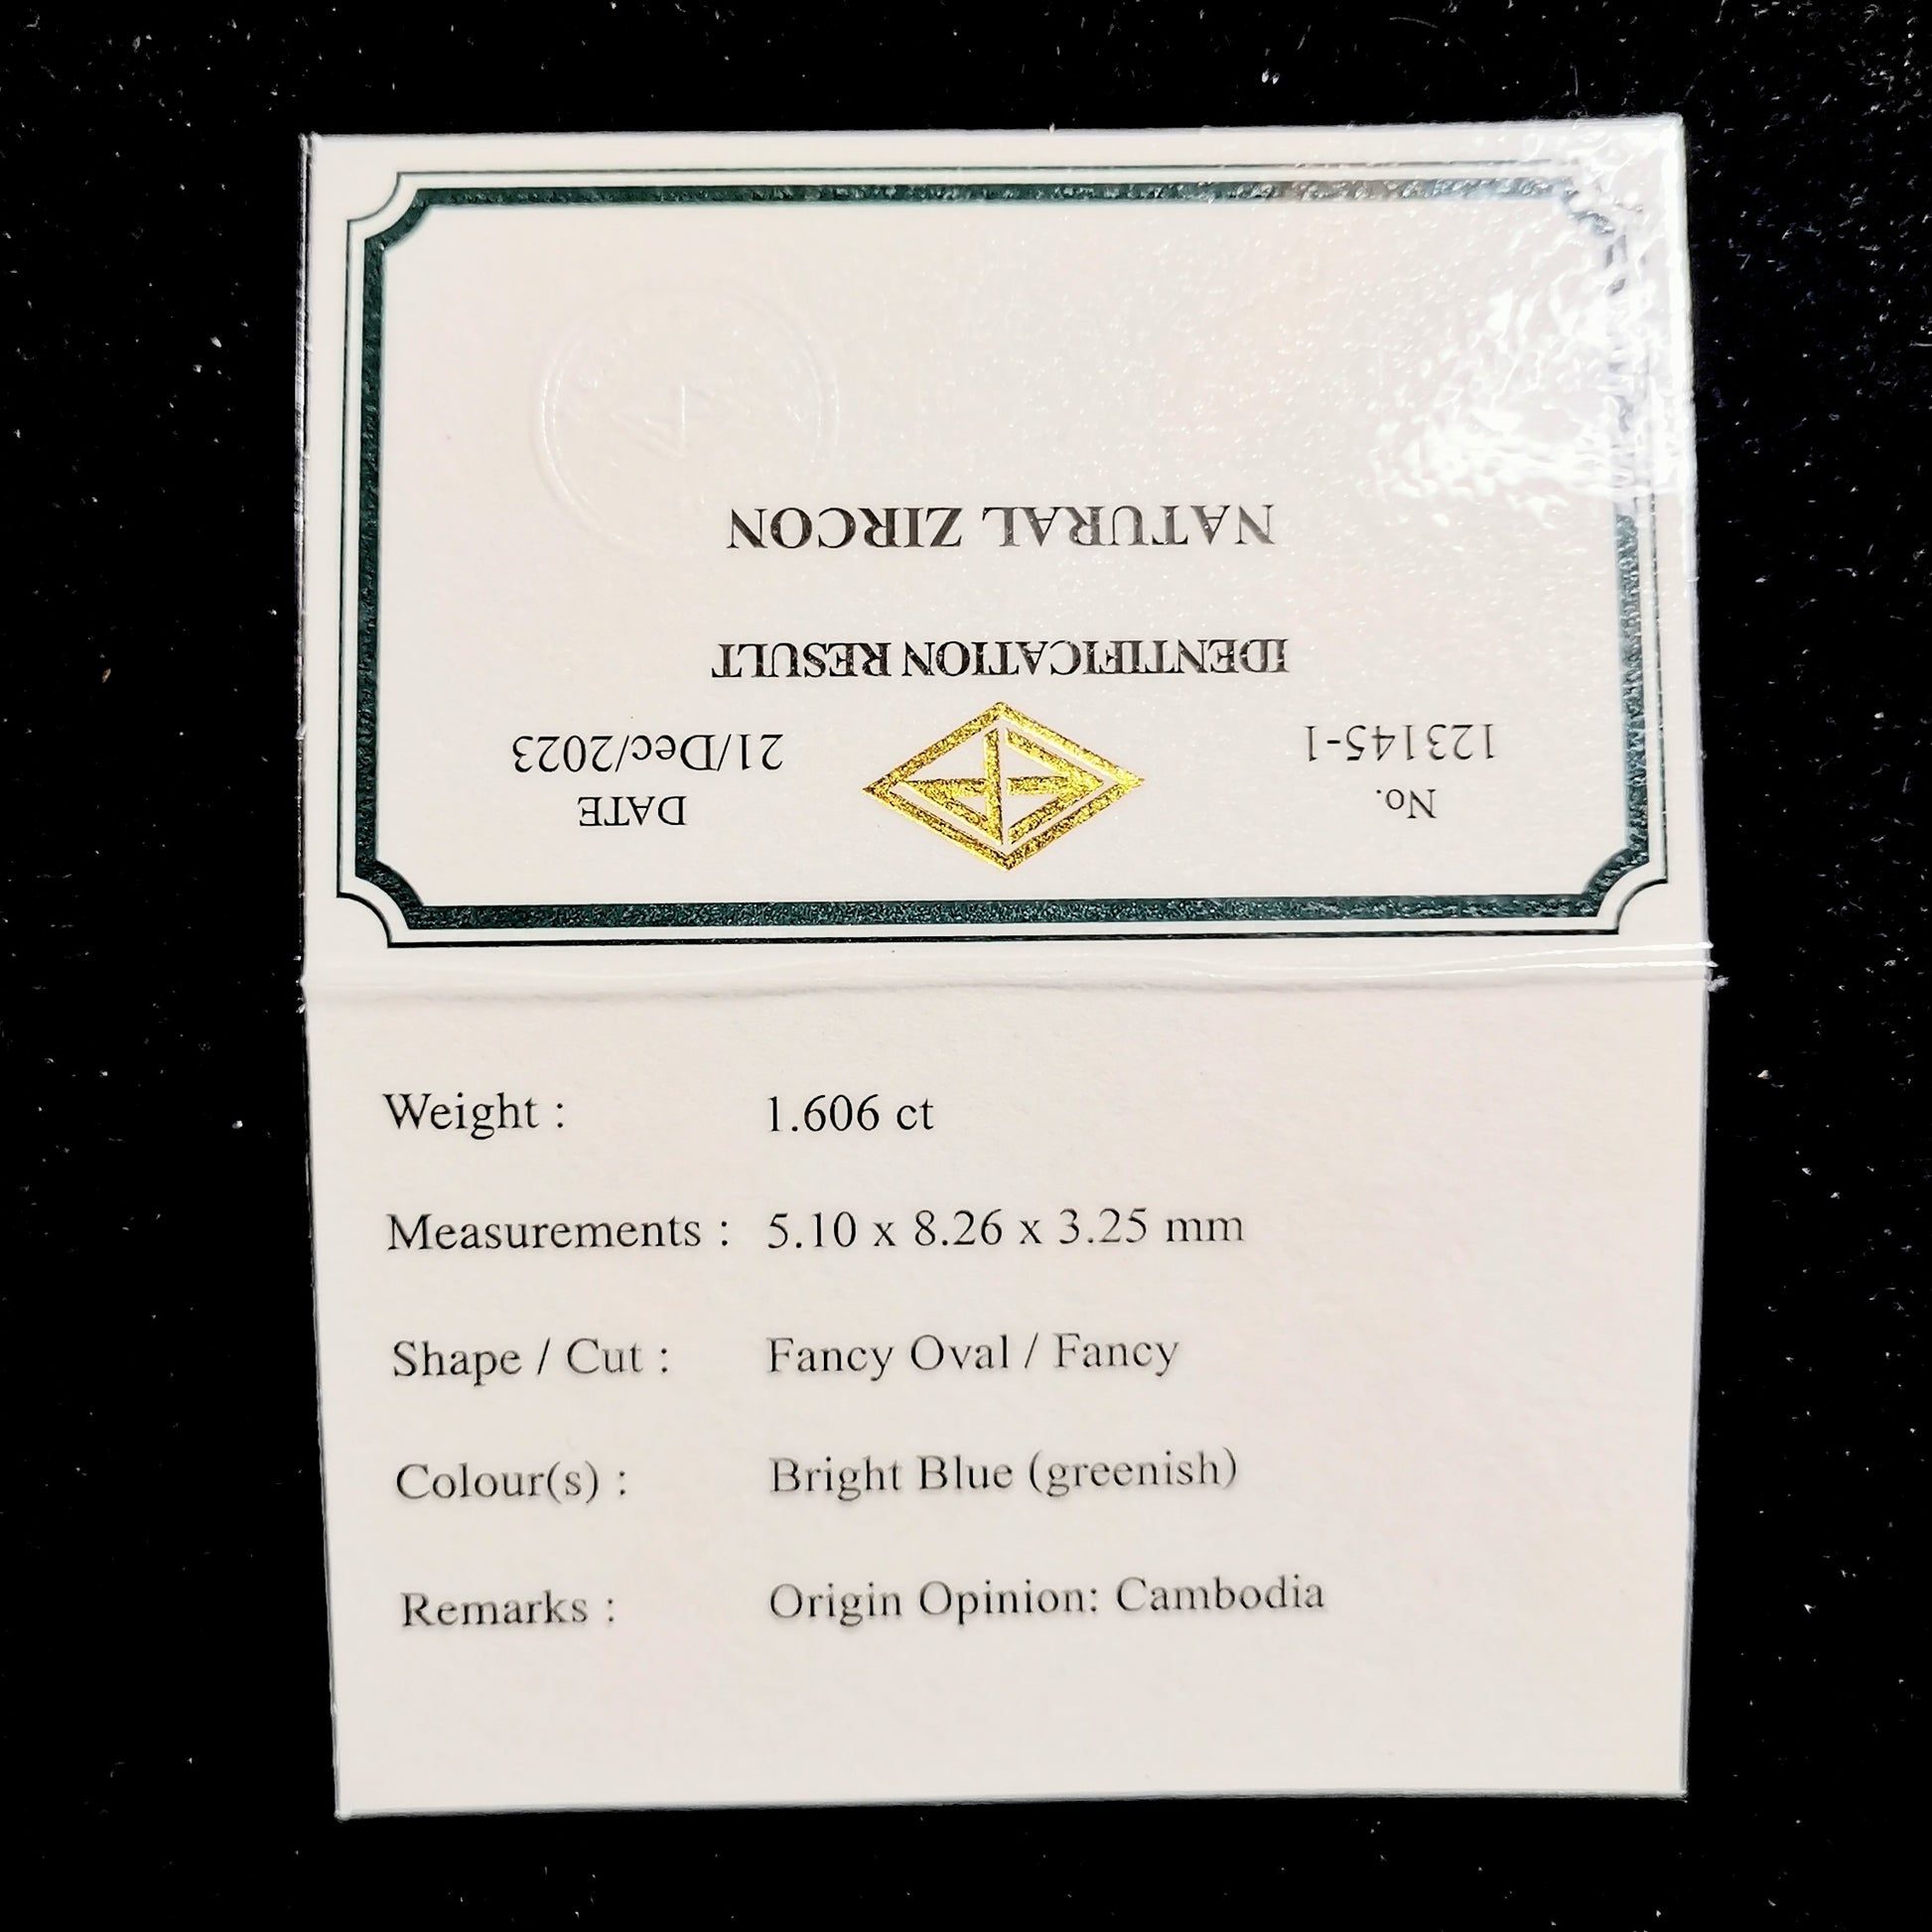 No.
123145-1
DATE
21/Dec/2023
IDENTIFICATION RESULT
NATURAL ZIRCON
Weight : 1.606 ct
Measurements : 5.10 x 8.26 x 3.25 mm
Shape / Cut : Fancy Oval / Fancy
Colour(s) : Bright Blue (greenish)
Remarks : Origin Opinion: Cambodia